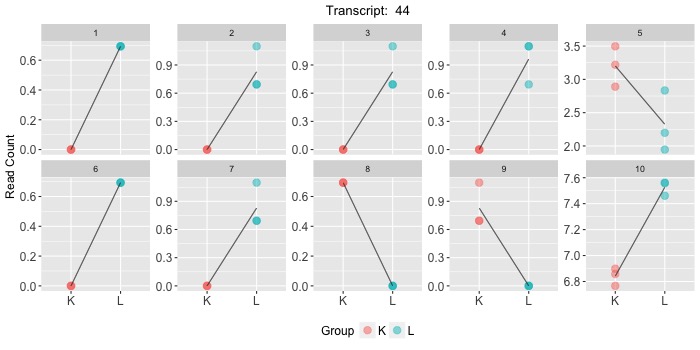 Transcript: 44
Read Count
1 2 3 4 5
0.6 0.4 0.2 0.0
0.9 0.6 0.3 0.0
0.9 0.6 0.3 0.0
0.9 0.6 0.3 0.0
3.5 3.0 2.5 2.0
6 7 8 9 10
0.6 0.4 0.2 0.0
0.9 0.6 0.3 0.0
0.6 0.4 0.2 0.0
0.9 0.6 0.3 0.0
7.6 7.4 7.2 7.0 6.8
K L K L K L K L K L
Group K L